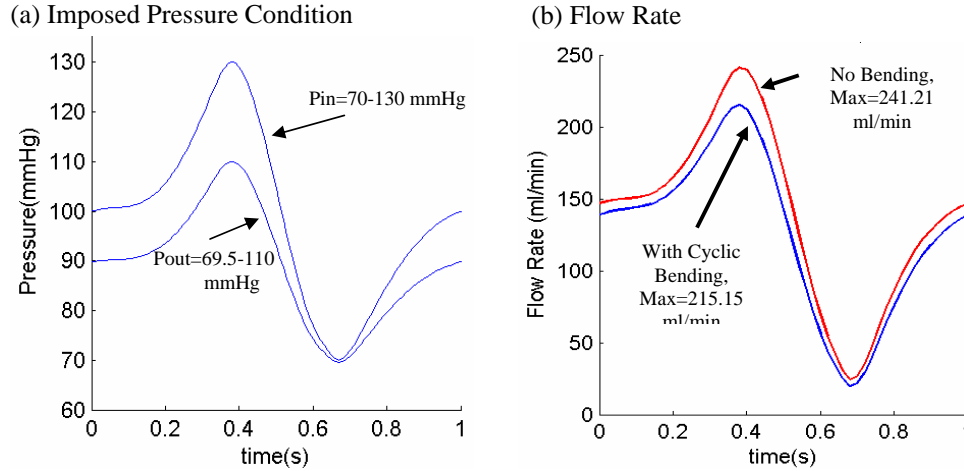 (a) Imposed Pressure Condition
130
120
110
100
90
80
70
60
Pressure(mmHg)
Pin=70-130 mmHg
Pout=69.5-110
mmHg
0
0.2
0.4
0.6
0.8
1
time(s)
(b) Flow Rate
250
200
150
100
50
0
Flow Rate (ml/min)
No Bending,
Max=241.21
ml/min
With Cyclic
Bending,
Max=215.15
ml/min
0
0.2
0.4
0.6
0.8
1
time(s)